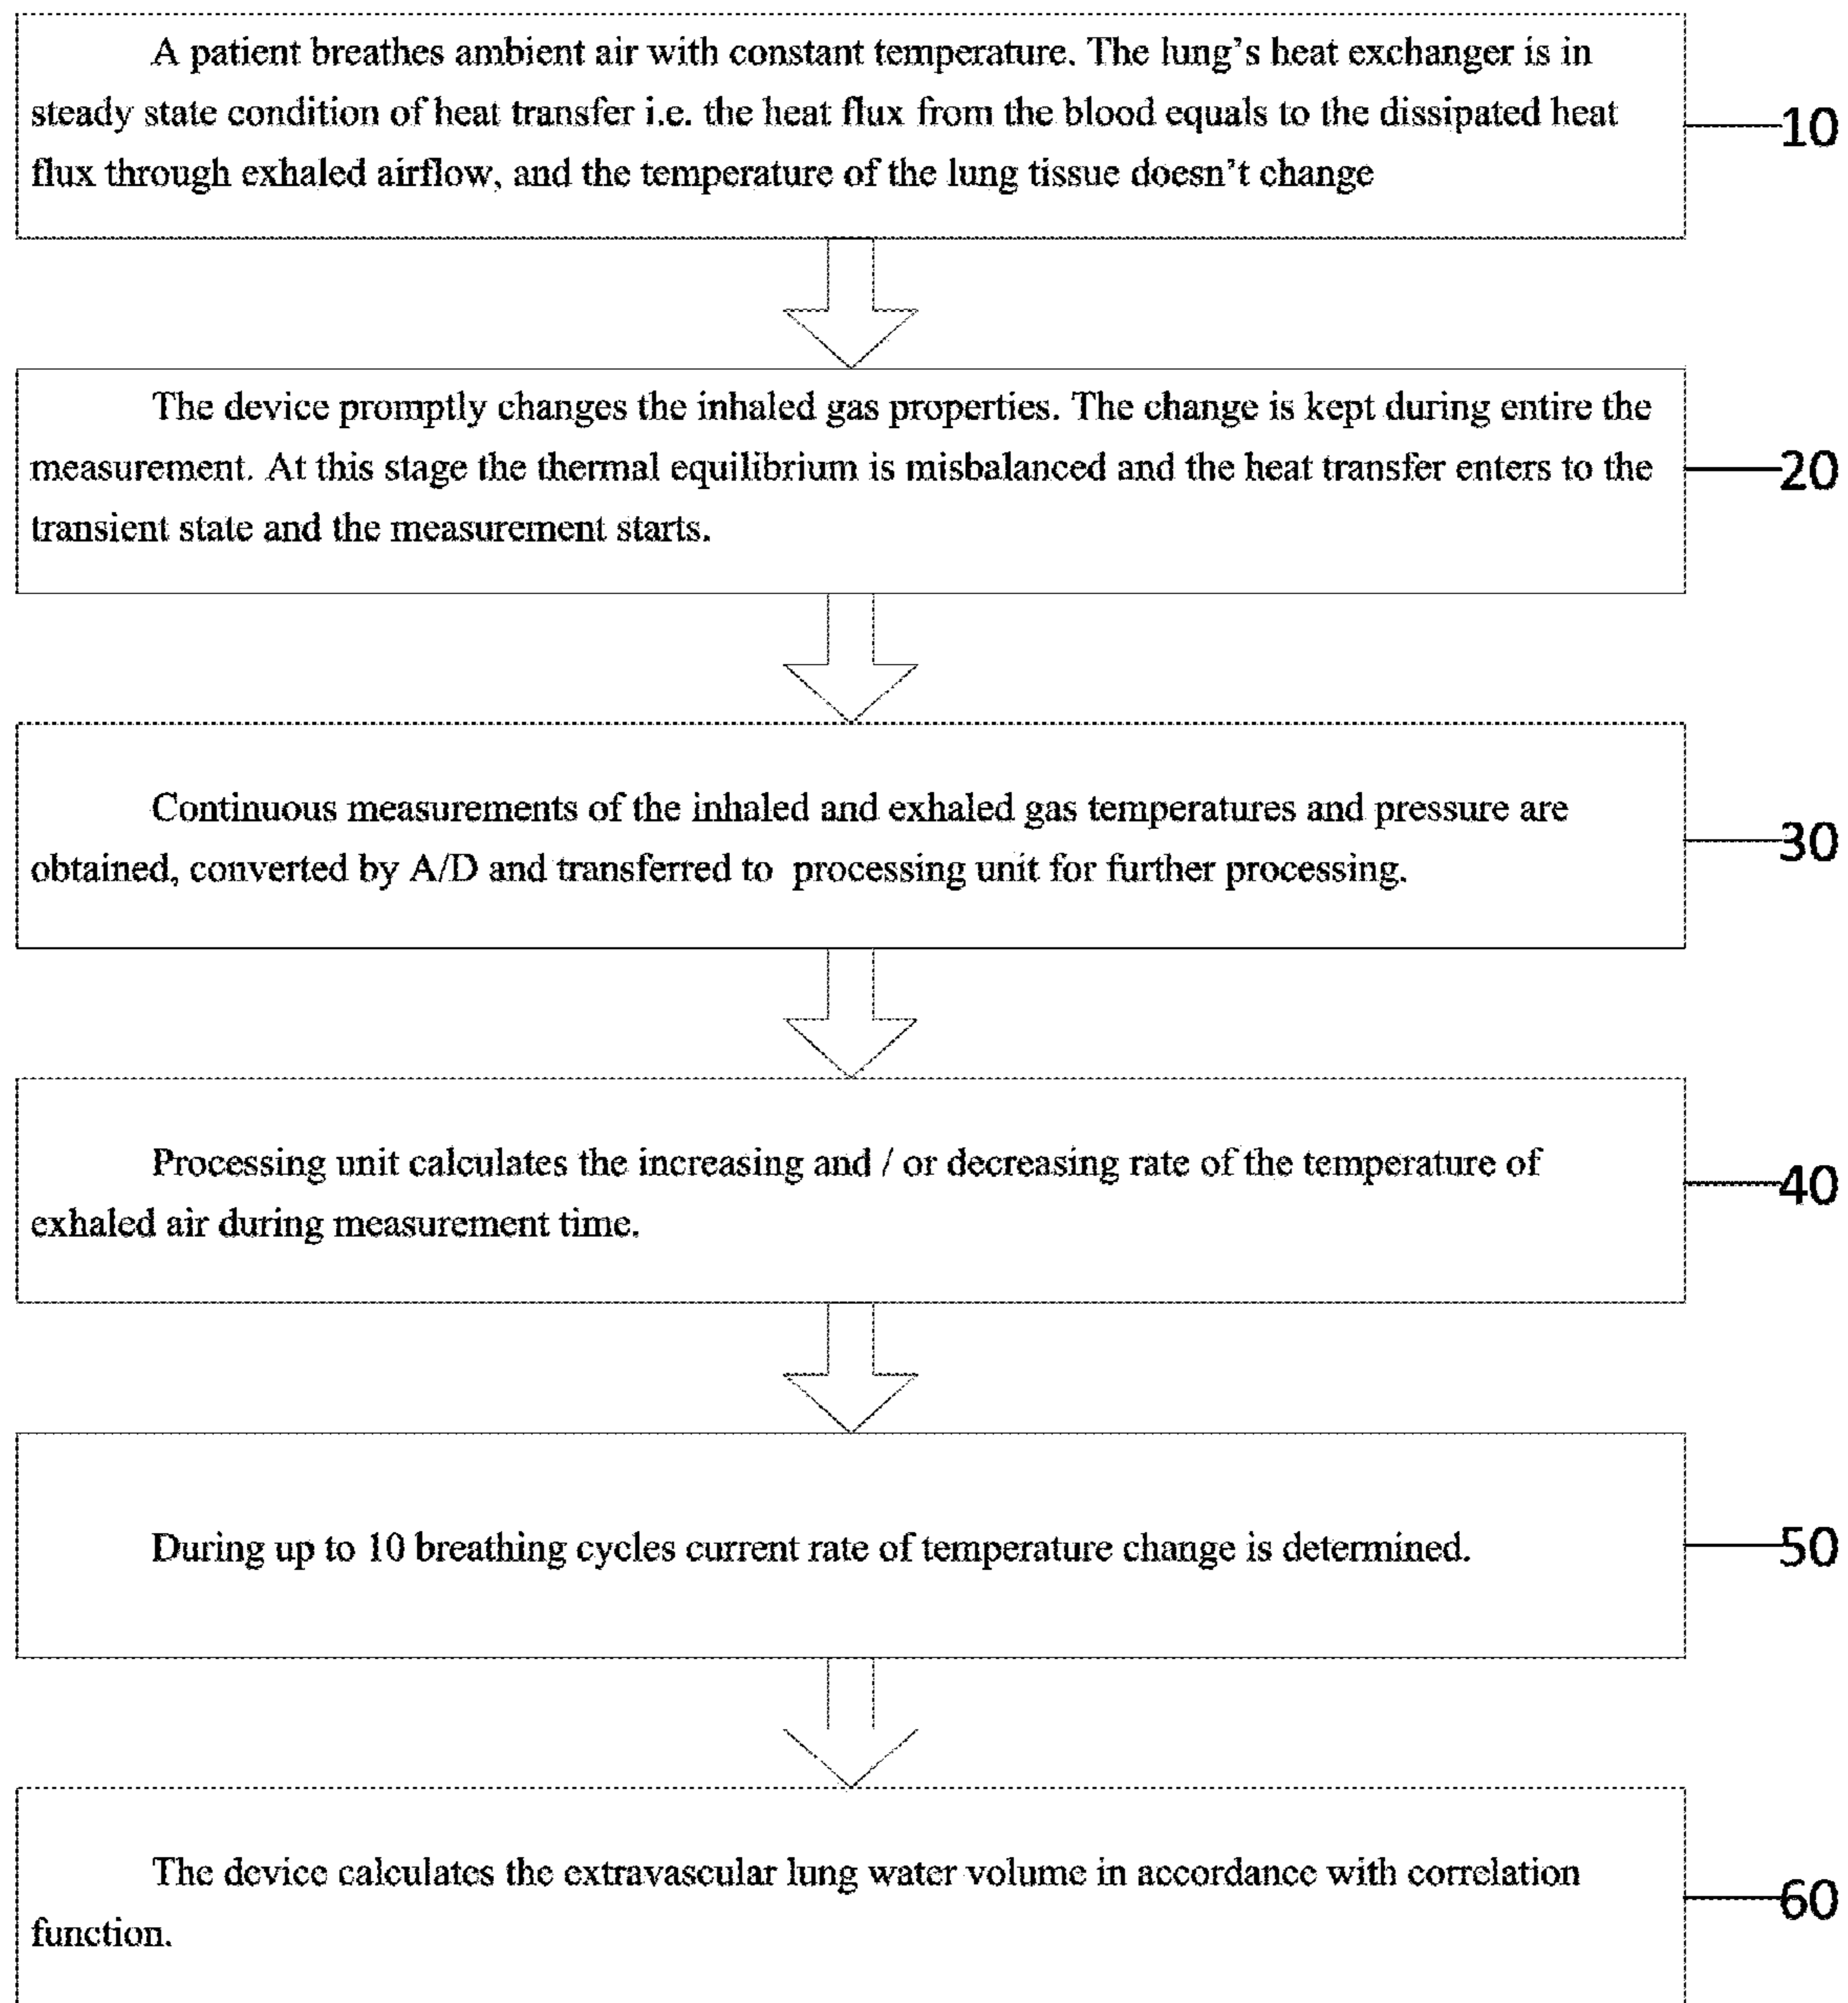 A patient breathes ambient air with constant temperature. The lung's heat exchanger is in
steady state condition of heat transfer i.e. the heat flux from the blood equals to the dissipated heat
flux through exhaled airflow, and the temperature of the lung tissue doesn't change
10
The device promptly changes the inhaled gas properties. The change is kept during entire the
measurement. At this stage the thermal equilibrium is misbalanced and the heat transfer enters to the
transient state and the measurement starts.
20
Continuous measurements of the inhaled and exhaled gas temperatures and pressure are
obtained, converted by A/D and transferred to processing unit for further processing.
30
Processing unit calculates the increasing and / or decreasing rate of the temperature of
exhaled air during measurement time.
40
During up to 10 breathing cycles current rate of temperature change is determined.
50
The device calculates the extravascular lung water volume in accordance with correlation
function.
60